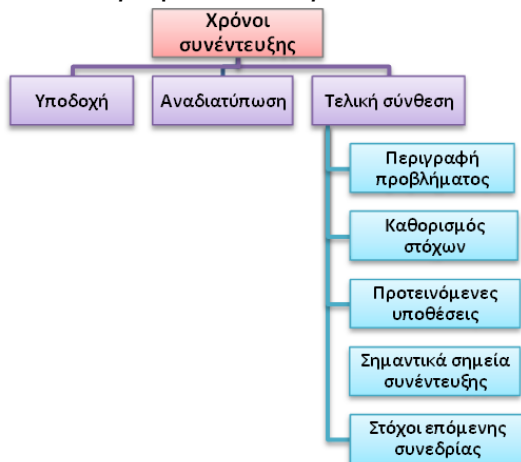 Χρόνοι
συνέντευξης
Υποδοχή
Αναδιατύπωση
Τελική σύνθεση
Περιγραφή
προβλήματος
Καθορισμός
στόχων
Προτεινόμενες
υποθέσεις
Σημαντικά σημεία
συνέντευξης
Στόχοι επόμενης
συνεδρίας